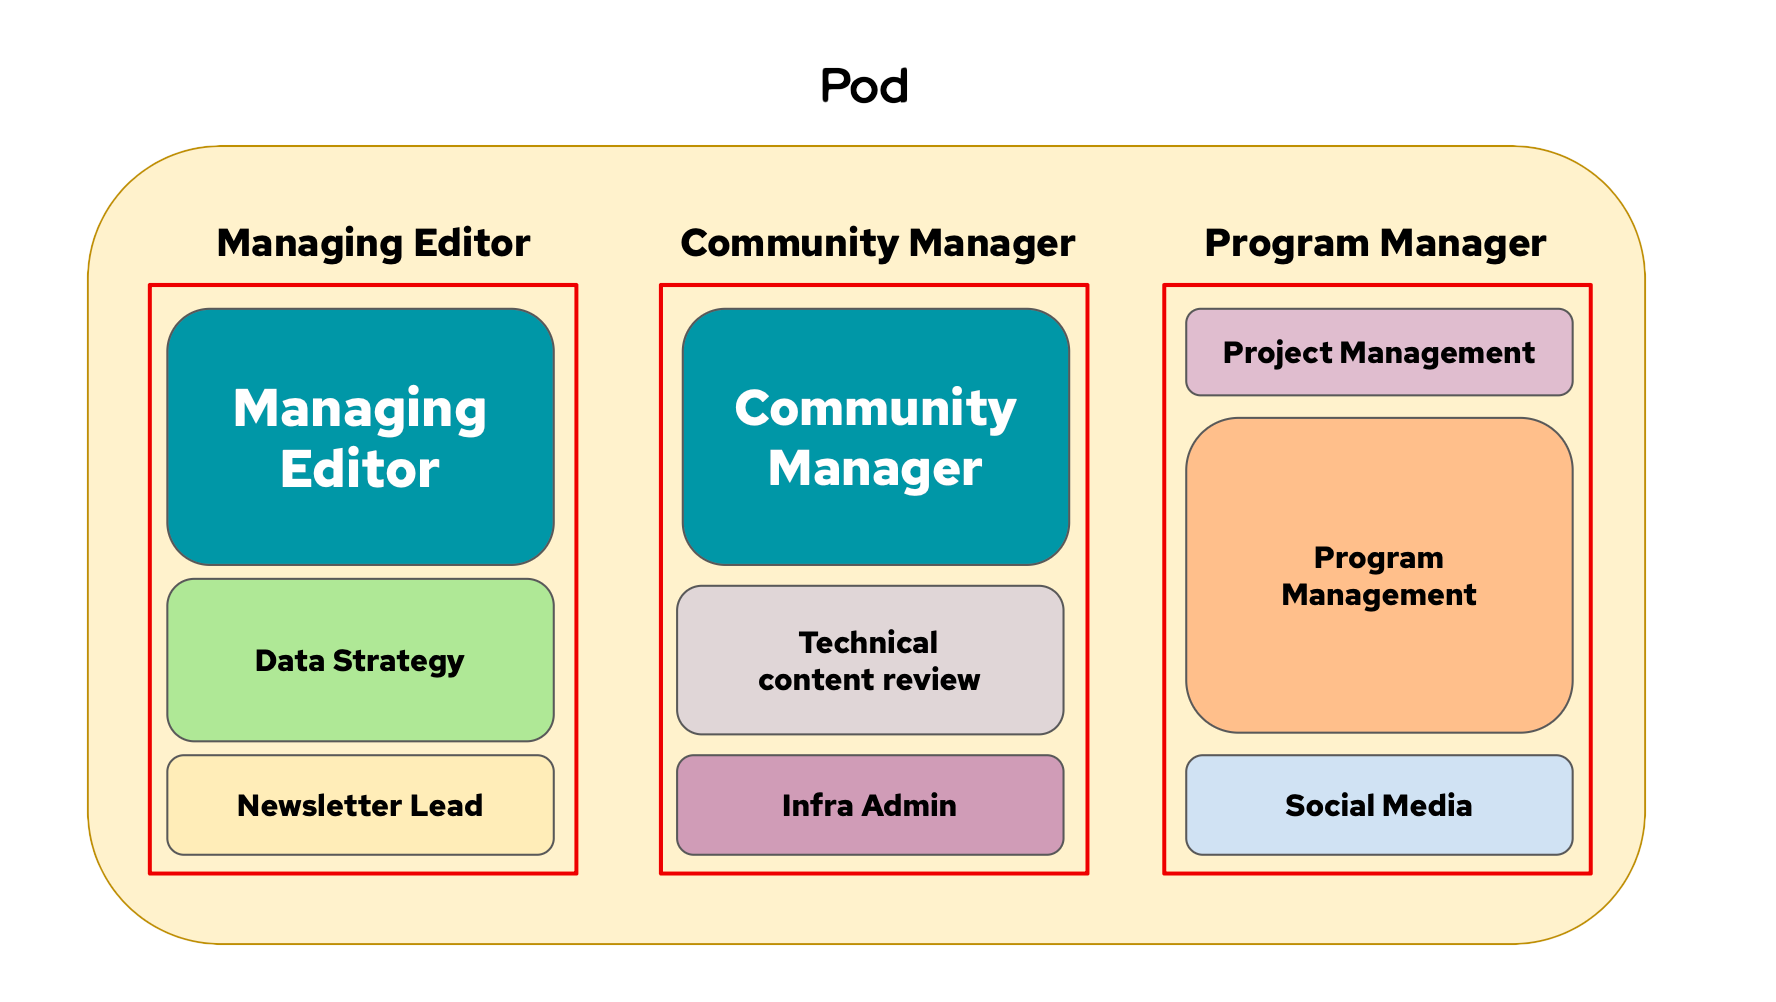 Pod
Managing Editor
Community Manager
Program Manager
Managing
Editor
Data Strategy
Newsletter Lead
Community
Manager
Technical
content review
Infra Admin
Project Management
Program
Management
Social Media